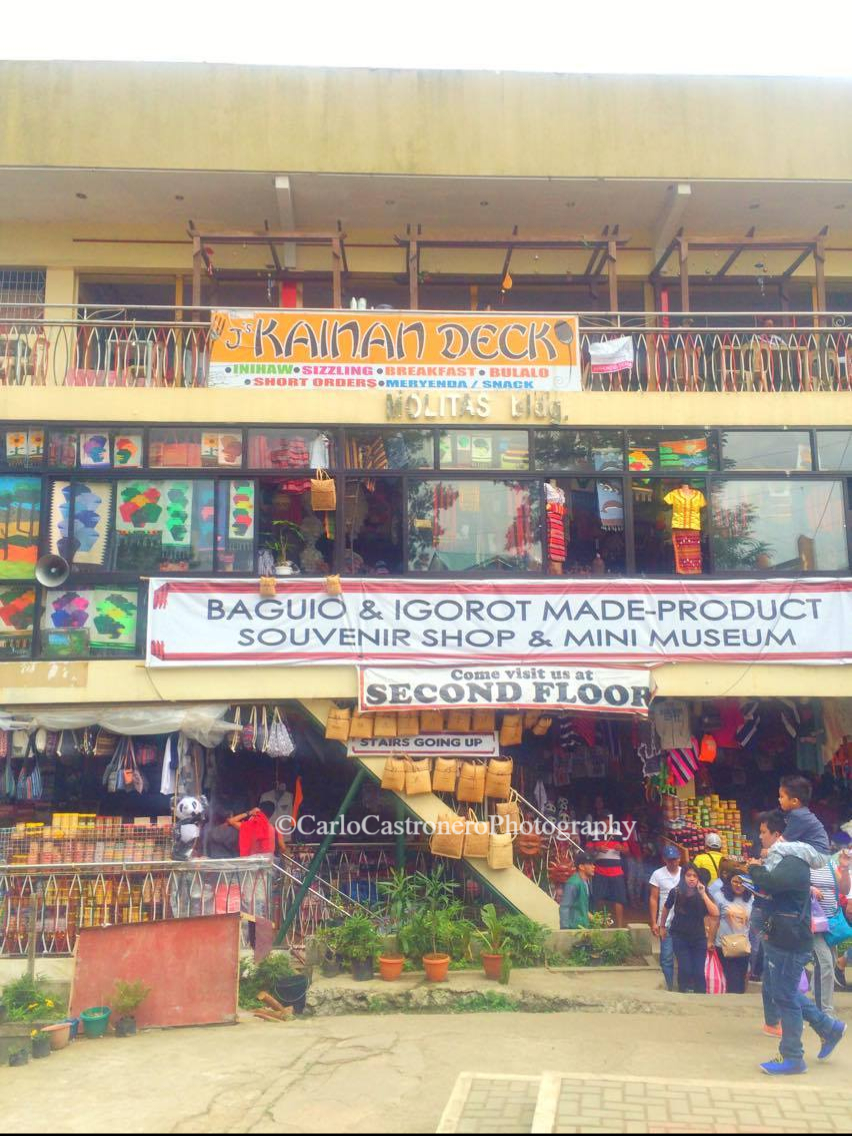 J's KAINAN DECK
•INIHAW•SIZZLING•BREAKFAST•BULALO
•SHORT ORDERS•MERYENDA / SNACK
MOLITAS bldg.
BAGUIO & IGOROT MADE-PRODUCT
SOUVENIR SHOP & MINI MUSEUM
Come visit us at
SECOND FLOOR
STAIRS GOING UP
©CarloCastroneroPhotography